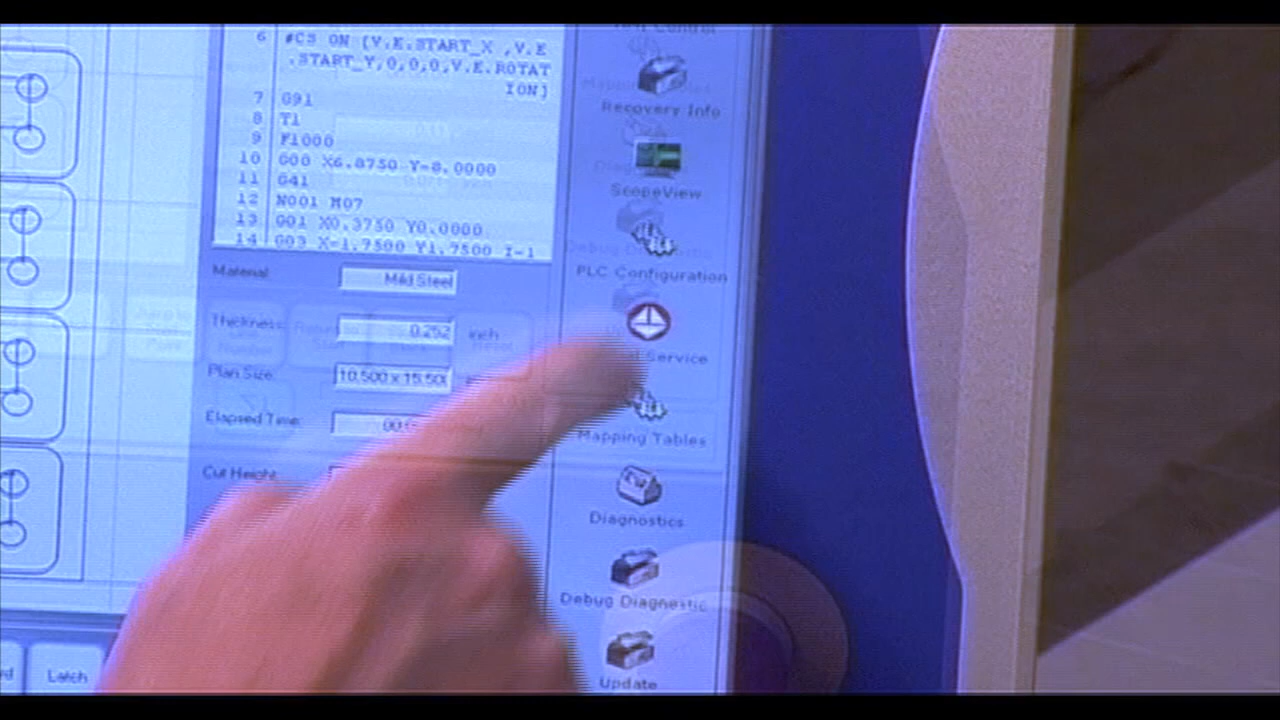 6 #CS ON [V.E.START_X ,V.E
.START_Y,0,0,0,V.E.ROTAT
ION]
7 G91
8 T1
9 F1000
10 G00 X6.8750 Y-8.0000
11 G41
12 N001 M07
13 G01 X0.3750 Y0.0000
14 G03 X-1.7500 Y1.7500 I-1
Material: Mild Steel
Thickness: 0.252 inch
Plan Size: 10.500 x 15.50
Elapsed Time: 00:
Cut Height:
Latch
Control
Recovery Info
ScopeView
PLC Configuration
Service
Mapping Tables
Diagnostics
Debug Diagnostic
Update